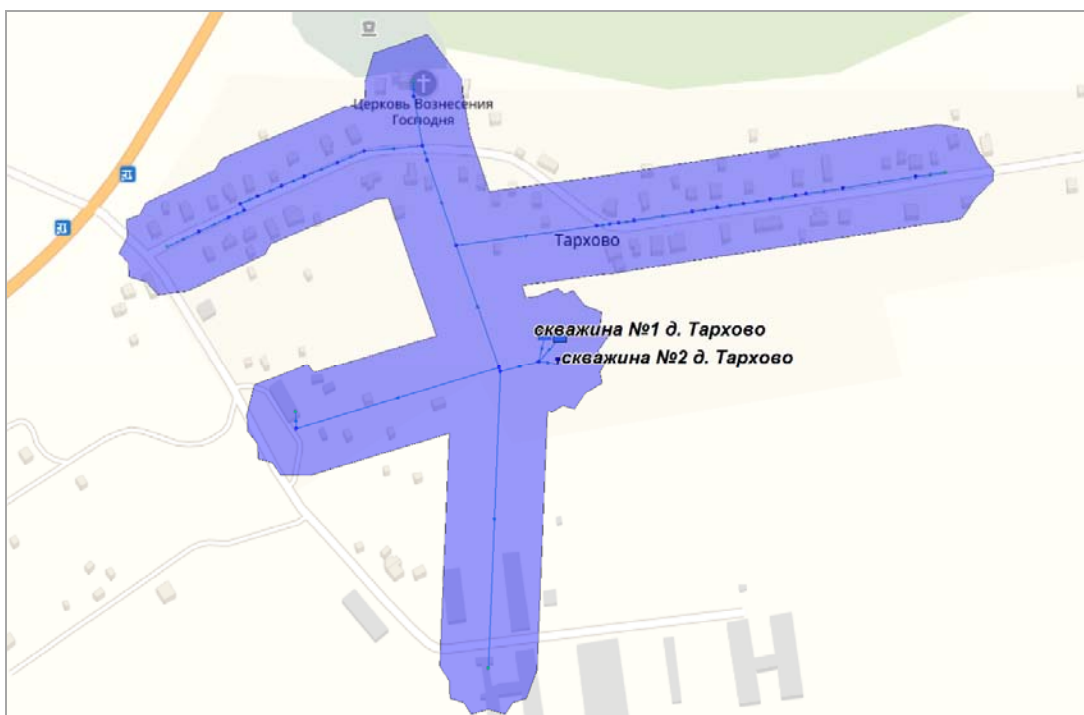 Церковь Вознесения
Господня
Тархово
скважина №1 д. Тархово
скважина №2 д. Тархово